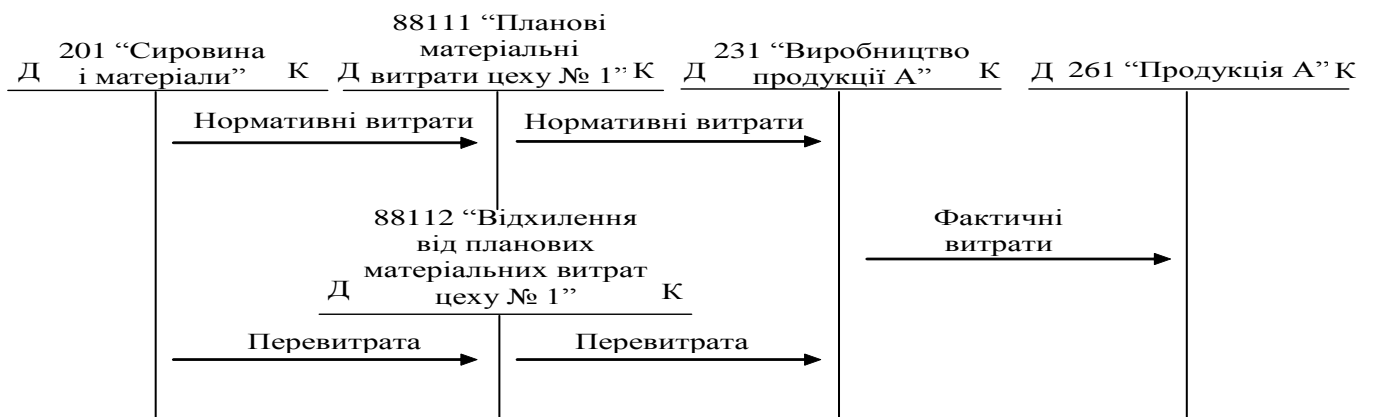 Д 201 “Сировина і матеріали” К
Д 88111 “Планові матеріальні витрати цеху № 1” К
Д 231 “Виробництво продукції А” К
Д 261 “Продукція А” К
Нормативні витрати
Нормативні витрати
88112 “Відхилення
від планових
матеріальних витрат
Д цеху № 1” К
Фактичні
витрати
Перевитрата
Перевитрата